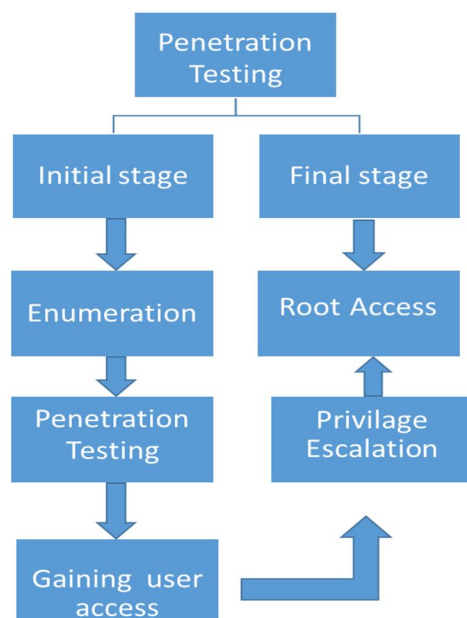 Penetration
Testing
Initial stage
Final stage
Enumeration
Root Access
Penetration
Testing
Privilage
Escalation
Gaining user
access